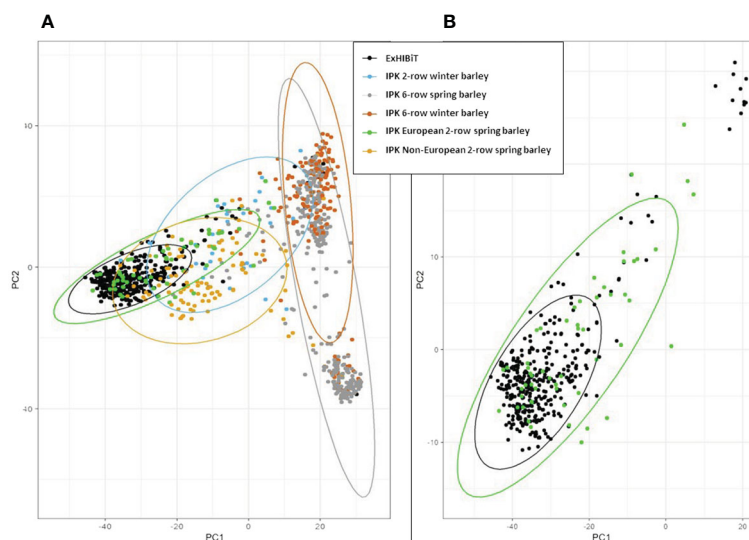 A
B
ExHIBiT
IPK 2-row winter barley
IPK 6-row spring barley
IPK 6-row winter barley
IPK European 2-row spring barley
IPK Non-European 2-row spring barley
10
0
-40
PC2
-40
-20
0
20
PC1
10
0
-10
PC2
-40
-20
0
20
PC1